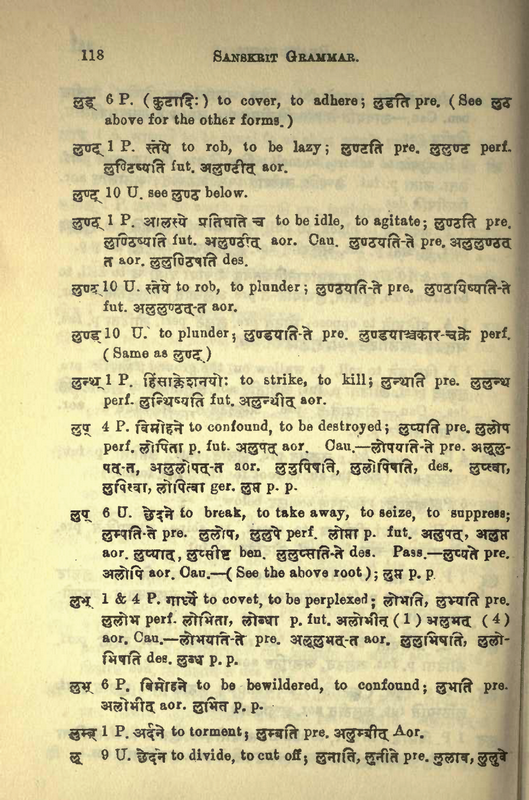 118
SANSKRIT GRAMMAR.
लुड् 6 P. (कुटादिः) to cover, to adhere; लुडति pre. (See लुठ
above for the other forms.)
लुण्ट् 1 P. स्तेये to rob, to be lazy; लुण्टति pre. लुलुण्ट perf.
लुण्टिष्यति fut. अलुण्टीत् aor.
लुण्ट् 10 U. see लुण्ठ below.
लुण्ठ् 1 P. आलस्ये प्रतिघाते च to be idle, to agitate; लुण्ठति pre.
लुण्ठिष्यति fut. अलुण्ठीत् aor. Cau. लुण्ठयति-ते pre. अलुलुण्ठत्
त aor. लुलुण्ठिषति des.
लुण्ठ् 10 U. स्तेये to rob, to plunder; लुण्ठयति-ते pre. लुण्ठयिष्यति-ते
fut. अलुलुण्ठत्-त aor.
लुण्ड् 10 U. to plunder; लुण्डयति-ते pre. लुण्डयाञ्चकार-चक्रे perf.
(Same as लुण्ठ्)
लुन्थ् 1 P. हिंसाक्लेशनयोः to strike, to kill; लुन्थति pre. लुलुन्थ
perf. लुन्थिष्यति fut. अलुन्थीत् aor.
लुप् 4 P. विमोहने to confound, to be destroyed; लुप्यति pre. लुलोप
perf. लोपिता p. fut. अलुपत् aor. Cau.—लोपयति-ते pre. अलुलु-
पत्-त, अलुलोपत्-त aor. लुलुपिषति, लुलोपिषति, des. लुप्त्वा,
लुपित्वा, लोपित्वा ger. लुप्त p. p.
लुप् 6 U. छेदने to break, to take away, to seize, to suppress;
लुम्पति-ते pre. लुलोप, लुलुपे perf. लोप्ता p. fut. अलुपत्, अलुप्त
aor. लुप्यात्, लुप्सीष्ट ben. लुलुप्सति-ते des. Pass.—लुप्यते pre.
अलोपि aor. Cau.—(See the above root); लुप्त p. p.
लुभ् 1 & 4 P. गार्ध्ये to covet, to be perplexed; लोभति, लुभ्यति pre.
लुलोभ perf. लोभिता, लोब्धा p. fut. अलोभीत् (1) अलुभत् (4)
aor. Cau.—लोभयति-ते pre. अलूलुभत्-त aor. लुलुभिषति, लुलो-
भिषति des. लुब्ध p. p.
लुभ् 6 P. विमोहने to be bewildered, to confound; लुभति pre.
अलोभीत् aor. लुभित p. p.
लुम्ब् 1 P. अर्दने to torment; लुम्बति pre. अलुम्बीत् Aor.
लू 9 U. छेदने to divide, to cut off; लुनाति, लुनीते pre. लुलाव, लुलुवे